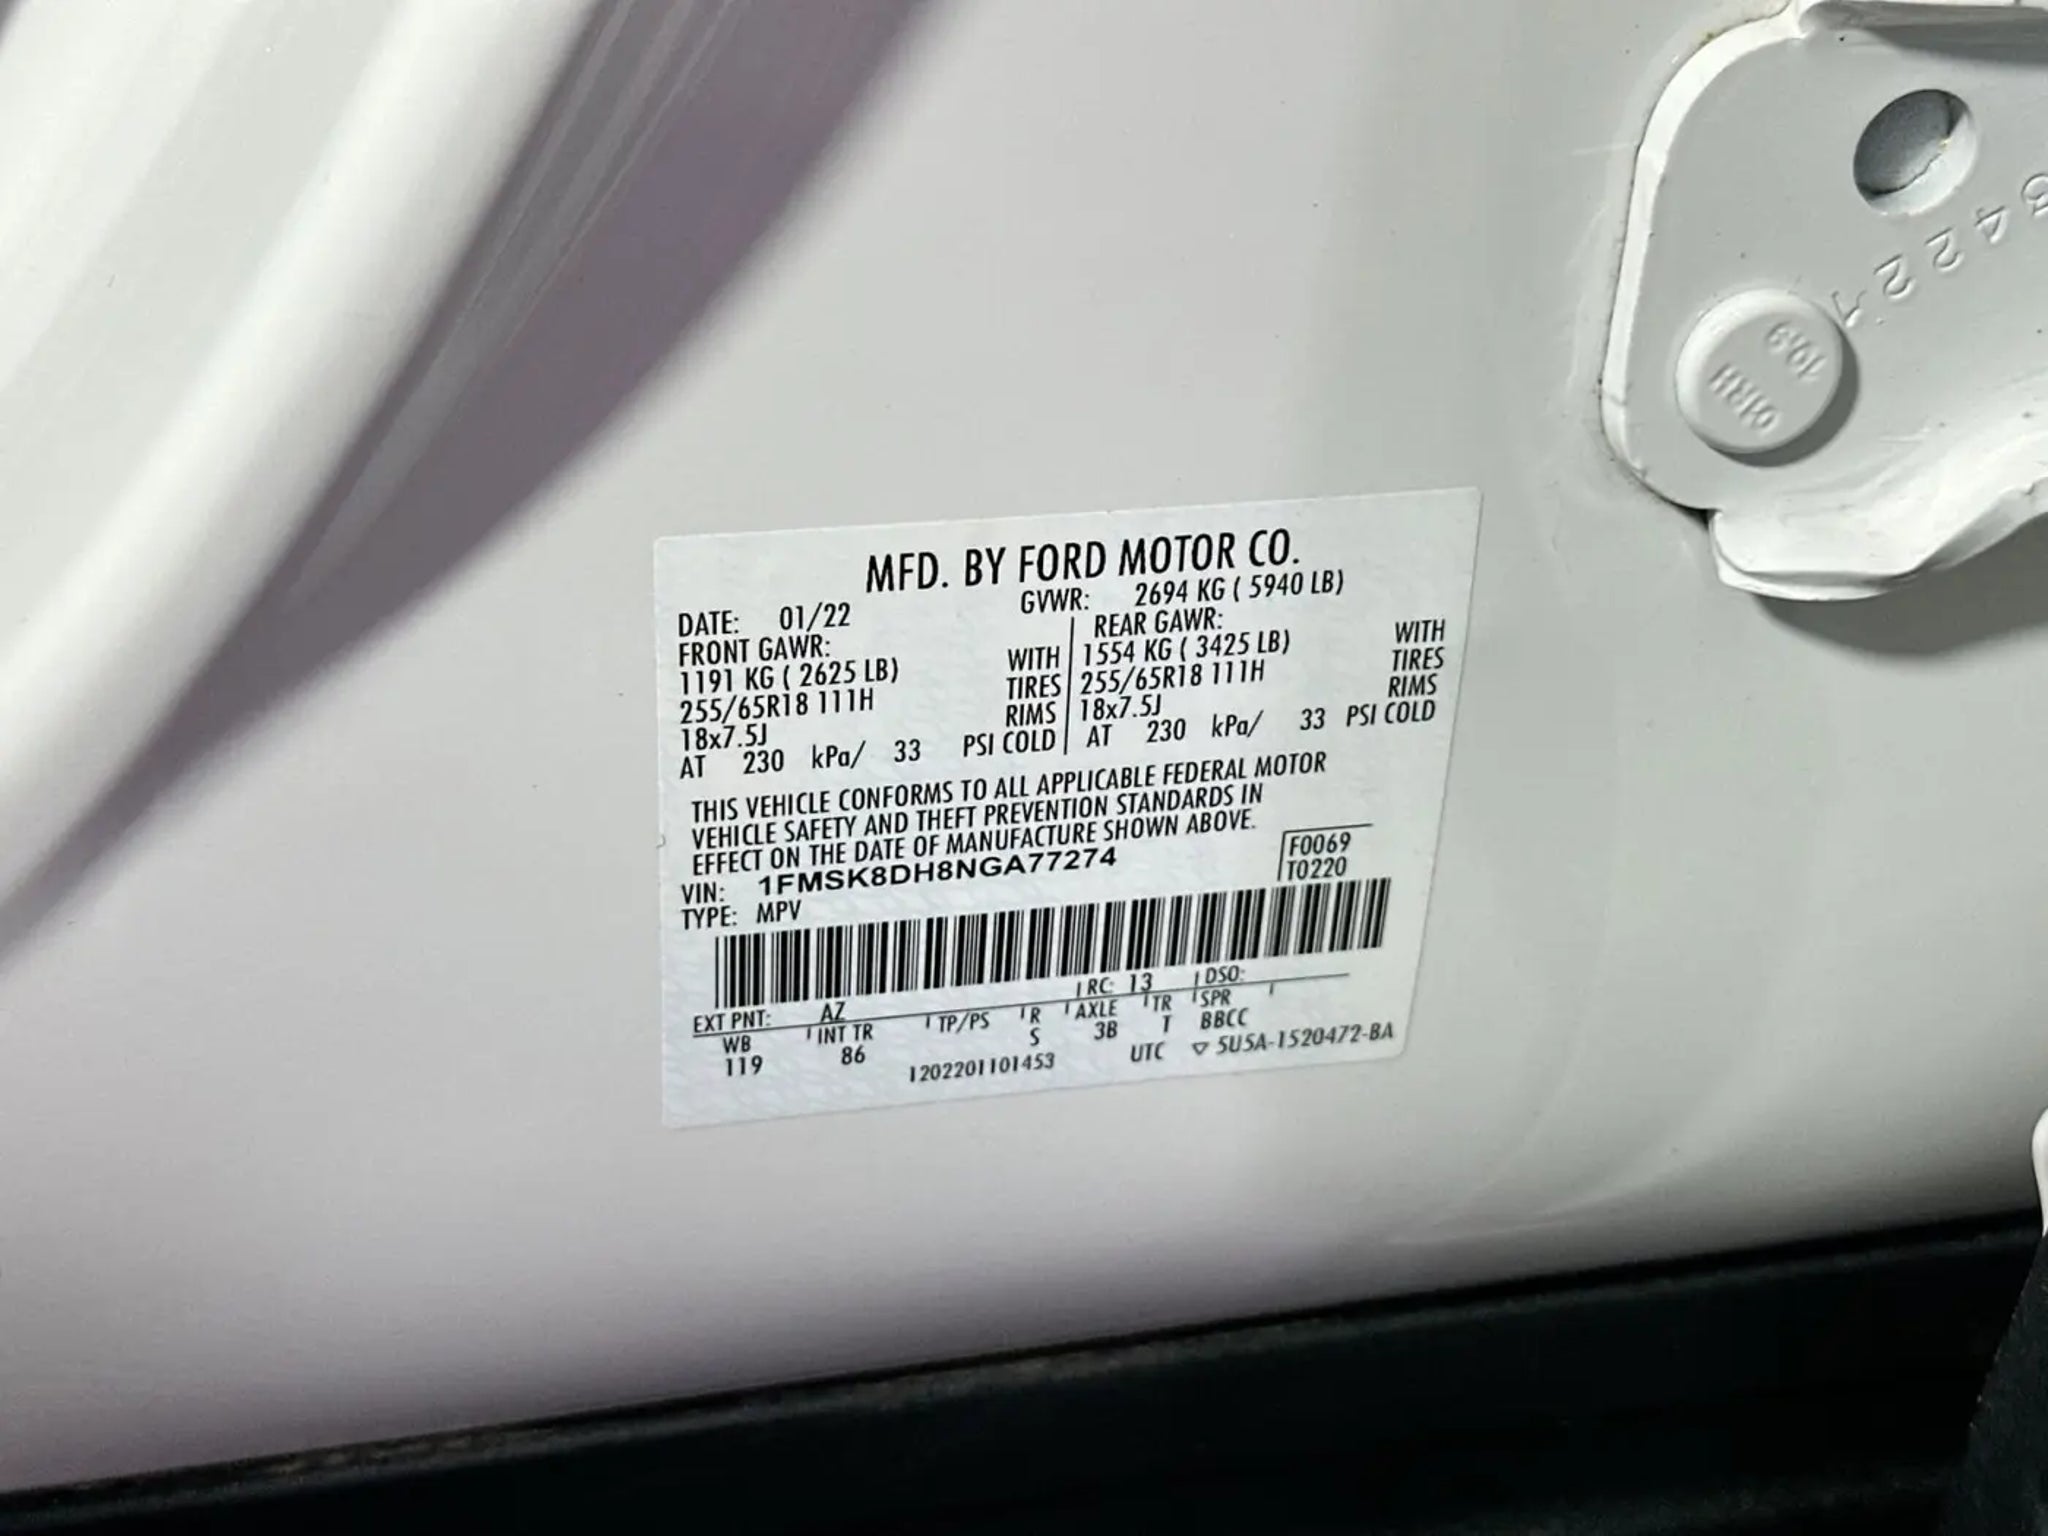 MFD. BY FORD MOTOR CO.
DATE: 01/22 GVWR: 2694 KG ( 5940 LB)
FRONT GAWR: REAR GAWR:
1191 KG ( 2625 LB) WITH 1554 KG ( 3425 LB) WITH
255/65R18 111H TIRES 255/65R18 111H TIRES
18x7.5J RIMS 18x7.5J RIMS
AT 230 kPa/ 33 PSI COLD AT 230 kPa/ 33 PSI COLD
THIS VEHICLE CONFORMS TO ALL APPLICABLE FEDERAL MOTOR
VEHICLE SAFETY AND THEFT PREVENTION STANDARDS IN
EFFECT ON THE DATE OF MANUFACTURE SHOWN ABOVE.
VIN: 1FMSK8DH8NGA77274 F0069
TYPE: MPV T0220
EXT PNT: AZ RC: 13 DSO:
WB INT TR TP/PS R AXLE TR SPR
119 86 S 3B T BBCC
1202201101453 UTC ▽ 5U5A-1520472-BA
10.9